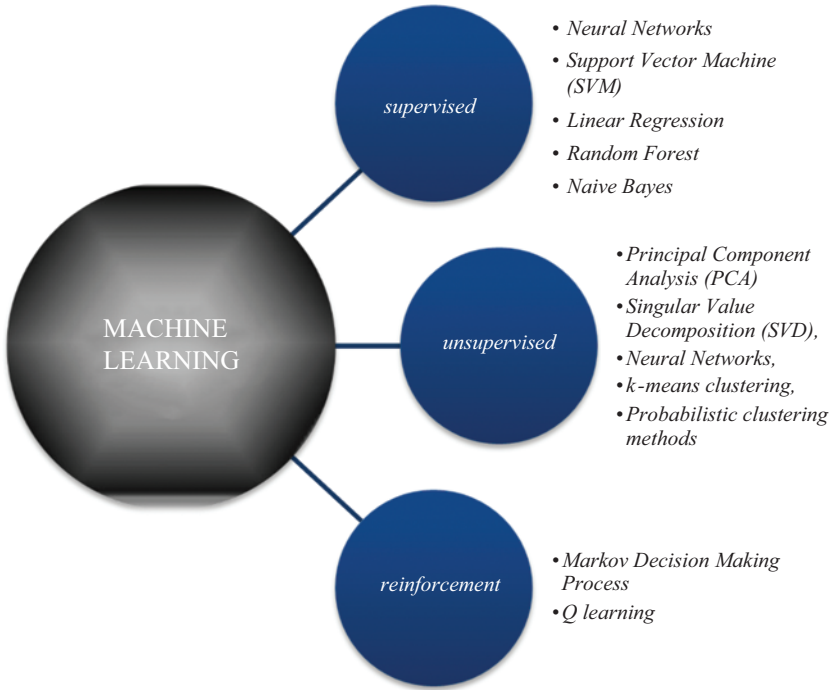 MACHINE
LEARNING
supervised
• Neural Networks
• Support Vector Machine
(SVM)
• Linear Regression
• Random Forest
• Naive Bayes
unsupervised
• Principal Component
Analysis (PCA)
• Singular Value
Decomposition (SVD),
• Neural Networks,
• k-means clustering,
• Probabilistic clustering
methods
reinforcement
• Markov Decision Making
Process
• Q learning